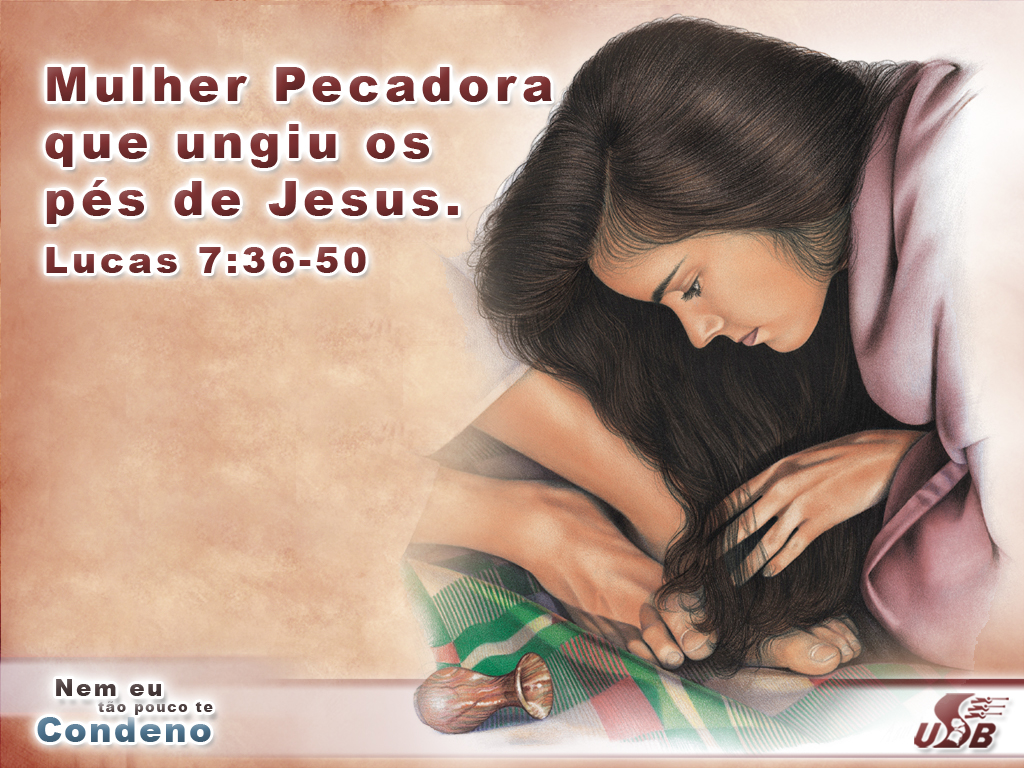 Mulher Pecadora
que ungiu os
pés de Jesus.
Lucas 7:36-50
Nem eu
tão pouco te
Condeno
USB